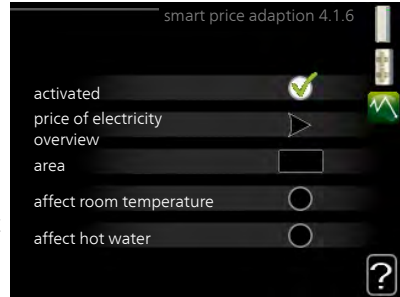 smart price adaption 4.1.6
activated
price of electricity
overview
area
affect room temperature
affect hot water
?